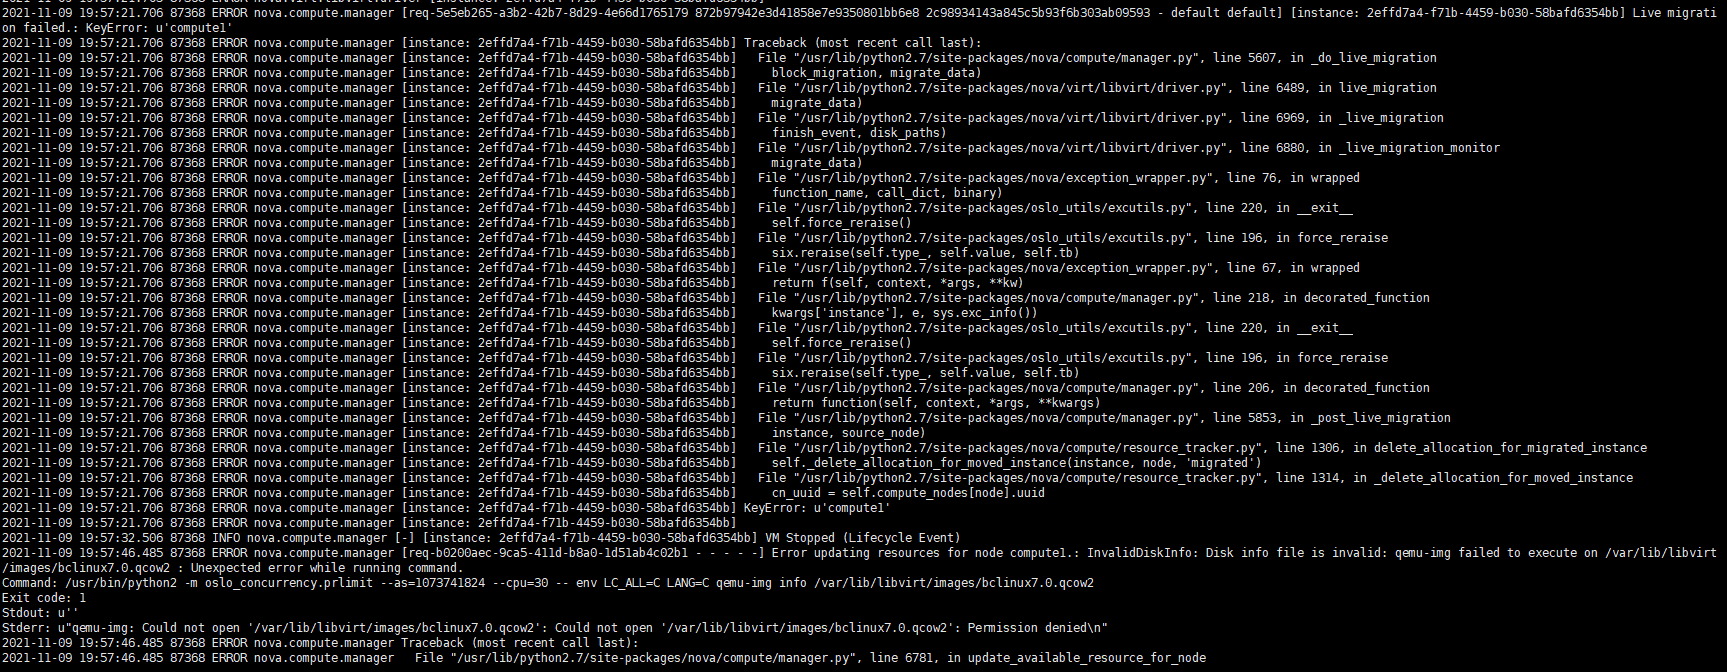 2021-11-09 19:57:21.706 87368 ERROR nova.compute.manager [req-5e5eb265-a3b2-42b7-8d29-4e66d1765179 872b97942e3d41858e7e9350801bb6e8 2c98934143a845c5b93f6b303ab09593 - default default] [instance: 2effd7a4-f71b-4459-b030-58bafd6354bb] Live migrati
on failed.: KeyError: u'compute1'
2021-11-09 19:57:21.706 87368 ERROR nova.compute.manager [instance: 2effd7a4-f71b-4459-b030-58bafd6354bb] Traceback (most recent call last):
2021-11-09 19:57:21.706 87368 ERROR nova.compute.manager [instance: 2effd7a4-f71b-4459-b030-58bafd6354bb]   File "/usr/lib/python2.7/site-packages/nova/compute/manager.py", line 5607, in _do_live_migration
2021-11-09 19:57:21.706 87368 ERROR nova.compute.manager [instance: 2effd7a4-f71b-4459-b030-58bafd6354bb]     block_migration, migrate_data)
2021-11-09 19:57:21.706 87368 ERROR nova.compute.manager [instance: 2effd7a4-f71b-4459-b030-58bafd6354bb]   File "/usr/lib/python2.7/site-packages/nova/virt/libvirt/driver.py", line 6489, in live_migration
2021-11-09 19:57:21.706 87368 ERROR nova.compute.manager [instance: 2effd7a4-f71b-4459-b030-58bafd6354bb]     migrate_data)
2021-11-09 19:57:21.706 87368 ERROR nova.compute.manager [instance: 2effd7a4-f71b-4459-b030-58bafd6354bb]   File "/usr/lib/python2.7/site-packages/nova/virt/libvirt/driver.py", line 6969, in _live_migration
2021-11-09 19:57:21.706 87368 ERROR nova.compute.manager [instance: 2effd7a4-f71b-4459-b030-58bafd6354bb]     finish_event, disk_paths)
2021-11-09 19:57:21.706 87368 ERROR nova.compute.manager [instance: 2effd7a4-f71b-4459-b030-58bafd6354bb]   File "/usr/lib/python2.7/site-packages/nova/virt/libvirt/driver.py", line 6880, in _live_migration_monitor
2021-11-09 19:57:21.706 87368 ERROR nova.compute.manager [instance: 2effd7a4-f71b-4459-b030-58bafd6354bb]     migrate_data)
2021-11-09 19:57:21.706 87368 ERROR nova.compute.manager [instance: 2effd7a4-f71b-4459-b030-58bafd6354bb]   File "/usr/lib/python2.7/site-packages/nova/exception_wrapper.py", line 76, in wrapped
2021-11-09 19:57:21.706 87368 ERROR nova.compute.manager [instance: 2effd7a4-f71b-4459-b030-58bafd6354bb]     function_name, call_dict, binary)
2021-11-09 19:57:21.706 87368 ERROR nova.compute.manager [instance: 2effd7a4-f71b-4459-b030-58bafd6354bb]   File "/usr/lib/python2.7/site-packages/oslo_utils/excutils.py", line 220, in __exit__
2021-11-09 19:57:21.706 87368 ERROR nova.compute.manager [instance: 2effd7a4-f71b-4459-b030-58bafd6354bb]     self.force_reraise()
2021-11-09 19:57:21.706 87368 ERROR nova.compute.manager [instance: 2effd7a4-f71b-4459-b030-58bafd6354bb]   File "/usr/lib/python2.7/site-packages/oslo_utils/excutils.py", line 196, in force_reraise
2021-11-09 19:57:21.706 87368 ERROR nova.compute.manager [instance: 2effd7a4-f71b-4459-b030-58bafd6354bb]     six.reraise(self.type_, self.value, self.tb)
2021-11-09 19:57:21.706 87368 ERROR nova.compute.manager [instance: 2effd7a4-f71b-4459-b030-58bafd6354bb]   File "/usr/lib/python2.7/site-packages/nova/exception_wrapper.py", line 67, in wrapped
2021-11-09 19:57:21.706 87368 ERROR nova.compute.manager [instance: 2effd7a4-f71b-4459-b030-58bafd6354bb]     return f(self, context, *args, **kw)
2021-11-09 19:57:21.706 87368 ERROR nova.compute.manager [instance: 2effd7a4-f71b-4459-b030-58bafd6354bb]   File "/usr/lib/python2.7/site-packages/nova/compute/manager.py", line 218, in decorated_function
2021-11-09 19:57:21.706 87368 ERROR nova.compute.manager [instance: 2effd7a4-f71b-4459-b030-58bafd6354bb]     kwargs['instance'], e, sys.exc_info())
2021-11-09 19:57:21.706 87368 ERROR nova.compute.manager [instance: 2effd7a4-f71b-4459-b030-58bafd6354bb]   File "/usr/lib/python2.7/site-packages/oslo_utils/excutils.py", line 220, in __exit__
2021-11-09 19:57:21.706 87368 ERROR nova.compute.manager [instance: 2effd7a4-f71b-4459-b030-58bafd6354bb]     self.force_reraise()
2021-11-09 19:57:21.706 87368 ERROR nova.compute.manager [instance: 2effd7a4-f71b-4459-b030-58bafd6354bb]   File "/usr/lib/python2.7/site-packages/oslo_utils/excutils.py", line 196, in force_reraise
2021-11-09 19:57:21.706 87368 ERROR nova.compute.manager [instance: 2effd7a4-f71b-4459-b030-58bafd6354bb]     six.reraise(self.type_, self.value, self.tb)
2021-11-09 19:57:21.706 87368 ERROR nova.compute.manager [instance: 2effd7a4-f71b-4459-b030-58bafd6354bb]   File "/usr/lib/python2.7/site-packages/nova/compute/manager.py", line 206, in decorated_function
2021-11-09 19:57:21.706 87368 ERROR nova.compute.manager [instance: 2effd7a4-f71b-4459-b030-58bafd6354bb]     return function(self, context, *args, **kwargs)
2021-11-09 19:57:21.706 87368 ERROR nova.compute.manager [instance: 2effd7a4-f71b-4459-b030-58bafd6354bb]   File "/usr/lib/python2.7/site-packages/nova/compute/manager.py", line 5853, in _post_live_migration
2021-11-09 19:57:21.706 87368 ERROR nova.compute.manager [instance: 2effd7a4-f71b-4459-b030-58bafd6354bb]     instance, source_node)
2021-11-09 19:57:21.706 87368 ERROR nova.compute.manager [instance: 2effd7a4-f71b-4459-b030-58bafd6354bb]   File "/usr/lib/python2.7/site-packages/nova/compute/resource_tracker.py", line 1306, in delete_allocation_for_migrated_instance
2021-11-09 19:57:21.706 87368 ERROR nova.compute.manager [instance: 2effd7a4-f71b-4459-b030-58bafd6354bb]     self._delete_allocation_for_moved_instance(instance, node, 'migrated')
2021-11-09 19:57:21.706 87368 ERROR nova.compute.manager [instance: 2effd7a4-f71b-4459-b030-58bafd6354bb]   File "/usr/lib/python2.7/site-packages/nova/compute/resource_tracker.py", line 1314, in _delete_allocation_for_moved_instance
2021-11-09 19:57:21.706 87368 ERROR nova.compute.manager [instance: 2effd7a4-f71b-4459-b030-58bafd6354bb]     cn_uuid = self.compute_nodes[node].uuid
2021-11-09 19:57:21.706 87368 ERROR nova.compute.manager [instance: 2effd7a4-f71b-4459-b030-58bafd6354bb] KeyError: u'compute1'
2021-11-09 19:57:21.706 87368 ERROR nova.compute.manager [instance: 2effd7a4-f71b-4459-b030-58bafd6354bb]
2021-11-09 19:57:32.506 87368 INFO nova.compute.manager [-] [instance: 2effd7a4-f71b-4459-b030-58bafd6354bb] VM Stopped (Lifecycle Event)
2021-11-09 19:57:46.485 87368 ERROR nova.compute.manager [req-b0200aec-9ca5-411d-b8a0-1d51ab4c02b1 - - - - -] Error updating resources for node compute1.: InvalidDiskInfo: Disk info file is invalid: qemu-img failed to execute on /var/lib/libvirt
/images/bclinux7.0.qcow2 : Unexpected error while running command.
Command: /usr/bin/python2 -m oslo_concurrency.prlimit --as=1073741824 --cpu=30 -- env LC_ALL=C LANG=C qemu-img info /var/lib/libvirt/images/bclinux7.0.qcow2
Exit code: 1
Stdout: u''
Stderr: u"qemu-img: Could not open '/var/lib/libvirt/images/bclinux7.0.qcow2': Could not open '/var/lib/libvirt/images/bclinux7.0.qcow2': Permission denied\n"
2021-11-09 19:57:46.485 87368 ERROR nova.compute.manager Traceback (most recent call last):
2021-11-09 19:57:46.485 87368 ERROR nova.compute.manager   File "/usr/lib/python2.7/site-packages/nova/compute/manager.py", line 6781, in update_available_resource_for_node